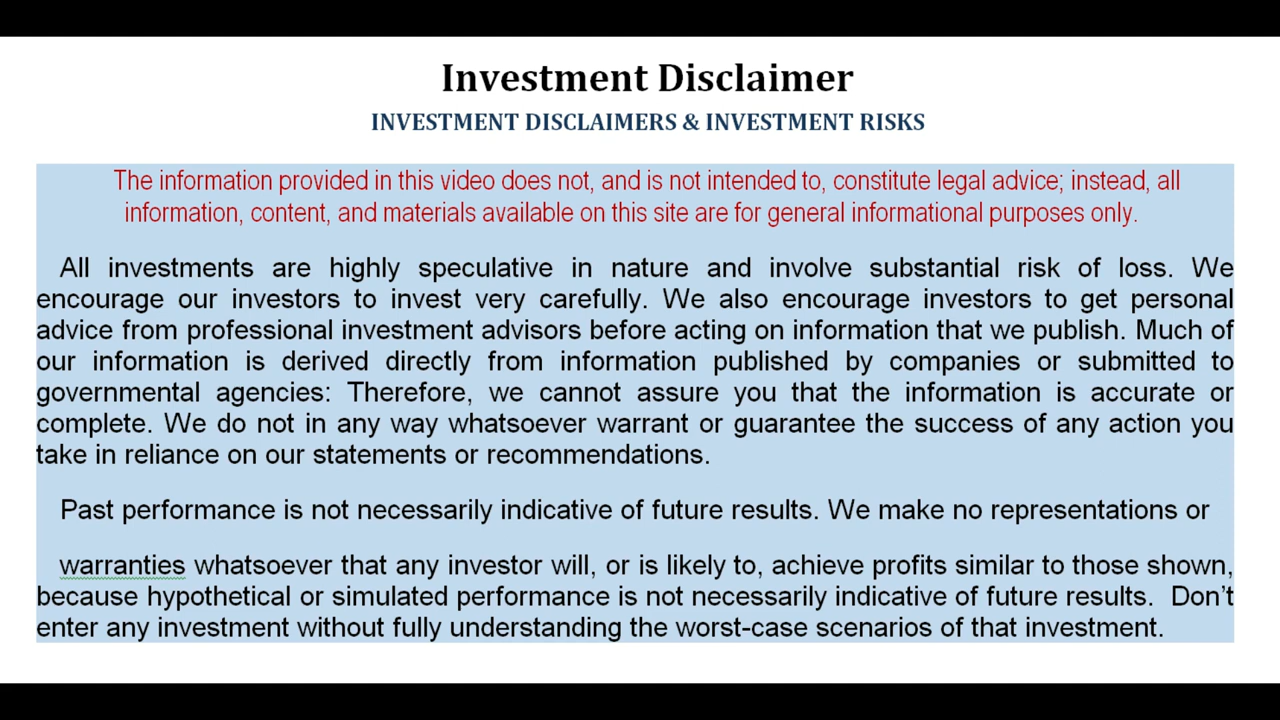 Investment Disclaimer
INVESTMENT DISCLAIMERS & INVESTMENT RISKS
The information provided in this video does not, and is not intended to, constitute legal advice; instead, all
information, content, and materials available on this site are for general informational purposes only.
All investments are highly speculative in nature and involve substantial risk of loss. We
encourage our investors to invest very carefully. We also encourage investors to get personal
advice from professional investment advisors before acting on information that we publish. Much of
our information is derived directly from information published by companies or submitted to
governmental agencies: Therefore, we cannot assure you that the information is accurate or
complete. We do not in any way whatsoever warrant or guarantee the success of any action you
take in reliance on our statements or recommendations.
Past performance is not necessarily indicative of future results. We make no representations or
warranties whatsoever that any investor will, or is likely to, achieve profits similar to those shown,
because hypothetical or simulated performance is not necessarily indicative of future results. Don’t
enter any investment without fully understanding the worst-case scenarios of that investment.